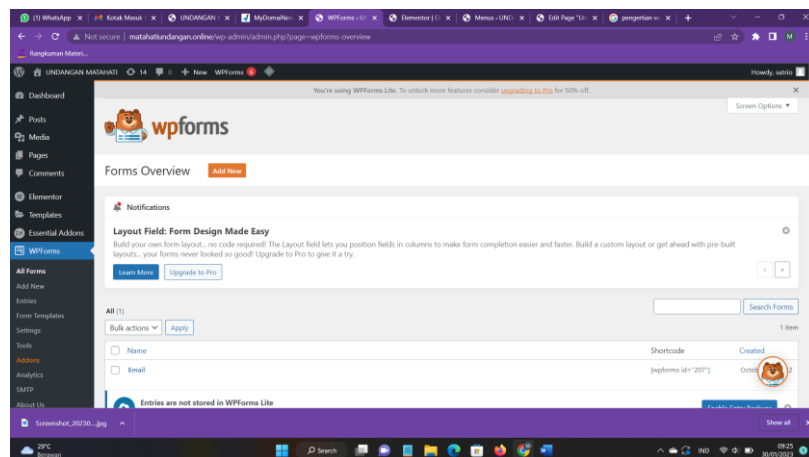 (1) WhatsApp
Kotak Masuk
UNDANGAN
MyDomaiNes
WPForms ‹ UN
Elementor | E
Menus ‹ UND
Edit Page "Un
pengertian w
Not secure | matahatiundangan.online/wp-admin/admin.php?page=wpforms-overview
Rangkuman Materi...
UNDANGAN MATAHATI 14 0 + New WPForms 6
Howdy, satrio
You're using WPForms Lite. To unlock more features consider upgrading to Pro for 50% off.
Screen Options ▼
Dashboard
Posts
Media
Pages
Comments
Elementor
Templates
Essential Addons
WPForms
All Forms
Add New
Entries
Form Templates
Settings
Tools
Addons
Analytics
SMTP
About Us
wpforms
Forms Overview
Add New
Notifications
Layout Field: Form Design Made Easy
Build your own form layout... no code required! The Layout field lets you position fields in columns to make form completion easier and faster. Build a custom layout or get ahead with pre-built
layouts... your forms never looked so good! Upgrade to Pro to give it a try.
Learn More
Upgrade to Pro
‹ ›
All (1)
Search Forms
Bulk actions
Apply
1 item
Name Shortcode Created
Email [wpforms id="207"]
Entries are not stored in WPForms Lite
Enable Entry Backups
Screenshot_20230....jpg
Show all
29°C
Berawan
Search
IND
09:25
30/01/2023